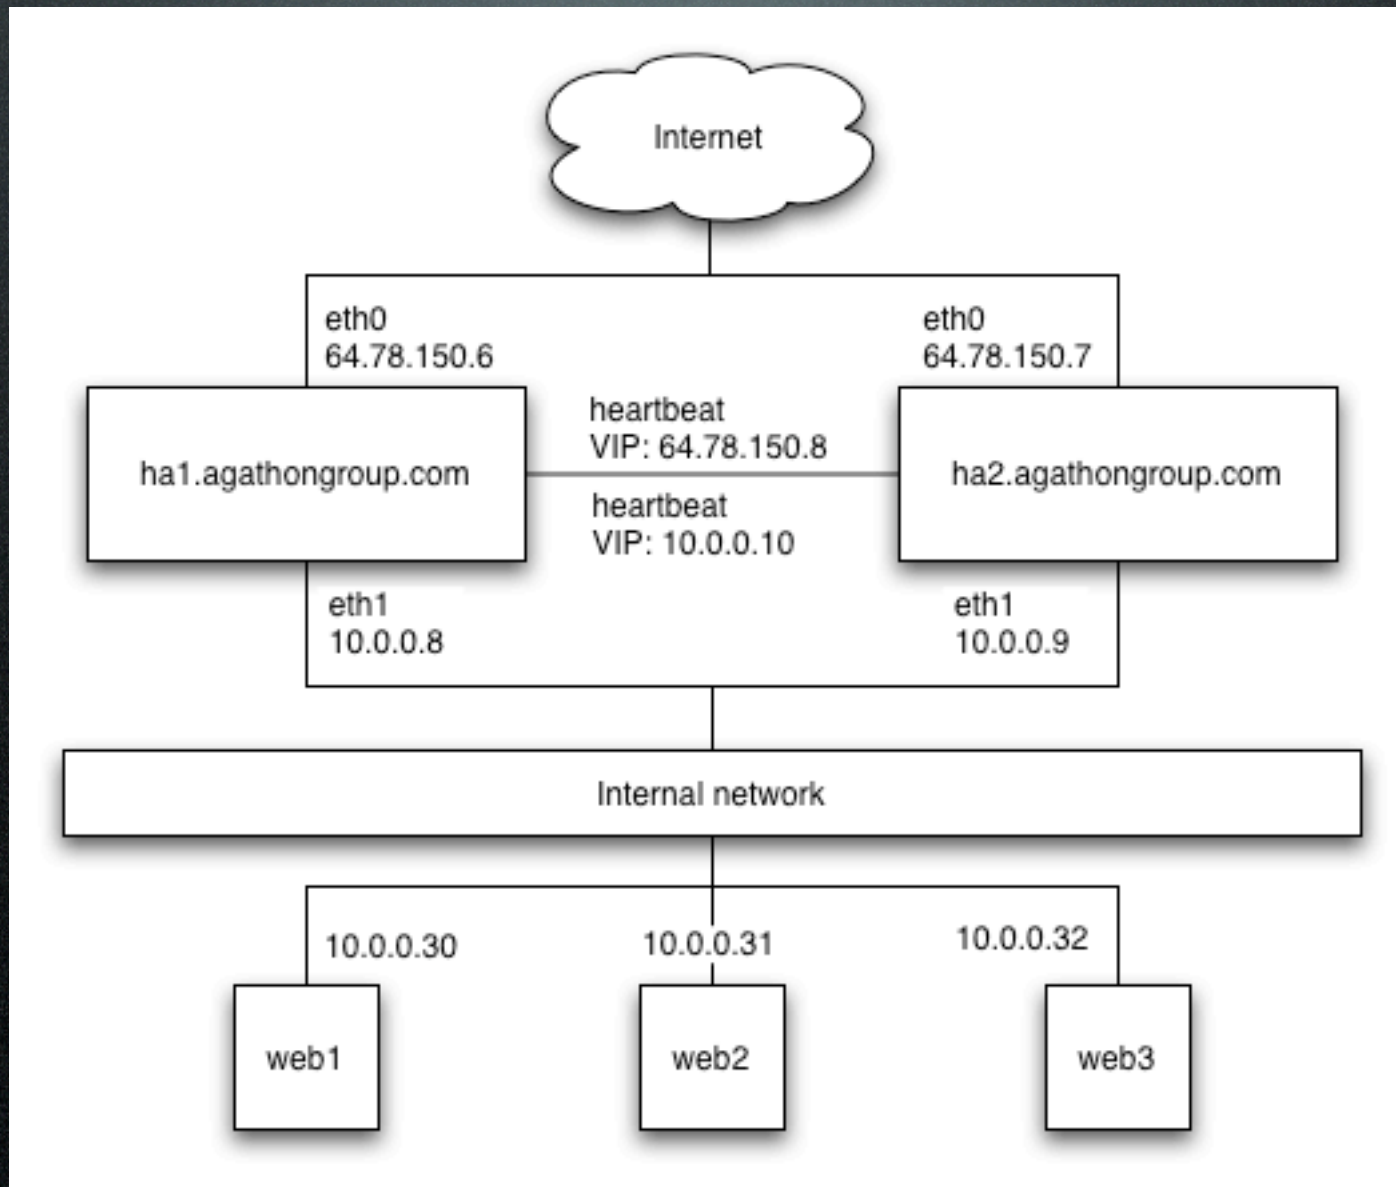 Internet
eth0
64.78.150.6
eth0
64.78.150.7
heartbeat
VIP: 64.78.150.8
ha1.agathongroup.com
ha2.agathongroup.com
heartbeat
VIP: 10.0.0.10
eth1
10.0.0.8
eth1
10.0.0.9
Internal network
10.0.0.30
10.0.0.31
10.0.0.32
web1
web2
web3